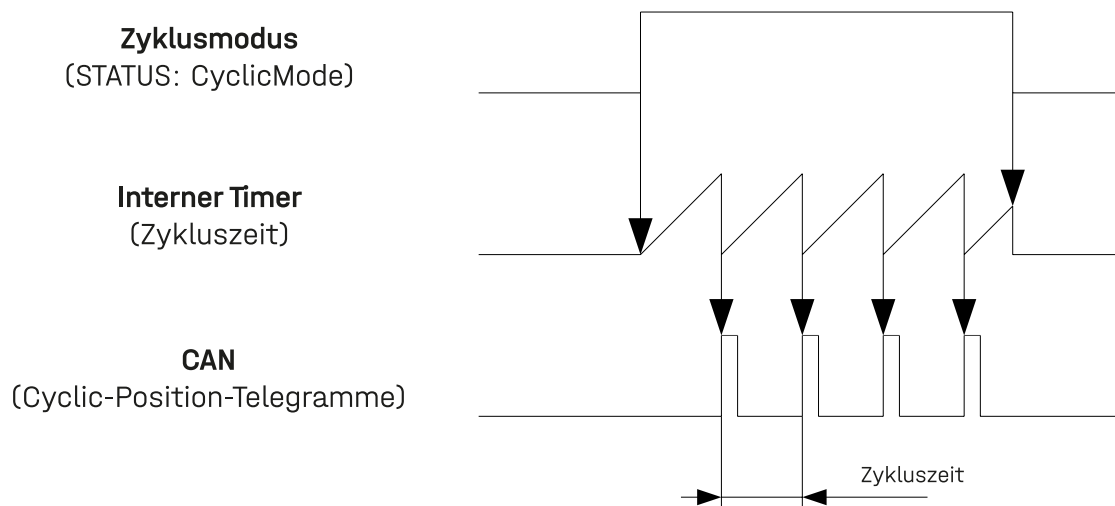 Zyklusmodus
(STATUS: CyclicMode)
Interner Timer
(Zykluszeit)
CAN
(Cyclic-Position-Telegramme)
Zykluszeit